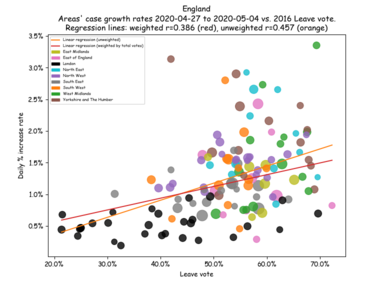 England
Areas' case growth rates 2020-04-27 to 2020-05-04 vs. 2016 Leave vote.
Regression lines: weighted r=0.386 (red), unweighted r=0.457 (orange)
Linear regression (unweighted)
Linear regression (weighted by total votes)
East Midlands
East of England
London
North East
North West
South East
South West
West Midlands
Yorkshire and The Humber
Daily % increase rate
3.5%
3.0%
2.5%
2.0%
1.5%
1.0%
0.5%
20.0%
30.0%
40.0%
50.0%
60.0%
70.0%
Leave vote